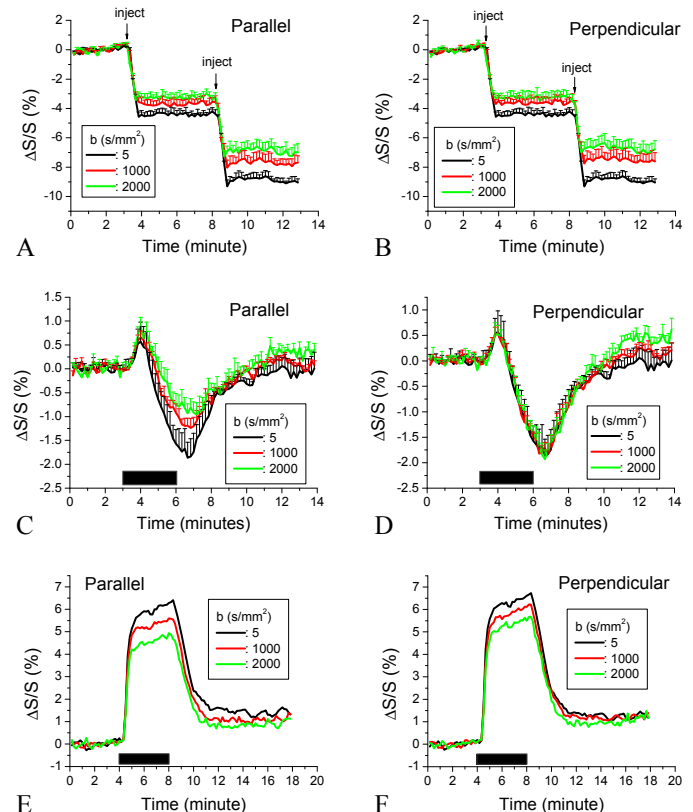 inject
Parallel
inject
ΔS/S (%)
2
0
-2
-4
-6
-8
-10
b (s/mm²)
: 5
: 1000
: 2000
0 2 4 6 8 10 12 14
Time (minute)
A
inject
Perpendicular
inject
ΔS/S (%)
2
0
-2
-4
-6
-8
-10
b (s/mm²)
: 5
: 1000
: 2000
0 2 4 6 8 10 12 14
Time (minute)
B
Parallel
ΔS/S (%)
1.5
1.0
0.5
0.0
-0.5
-1.0
-1.5
-2.0
-2.5
b (s/mm²)
: 5
: 1000
: 2000
0 2 4 6 8 10 12 14
Time (minutes)
C
Perpendicular
ΔS/S (%)
1.5
1.0
0.5
0.0
-0.5
-1.0
-1.5
-2.0
-2.5
b (s/mm²)
: 5
: 1000
: 2000
0 2 4 6 8 10 12 14
Time (minutes)
D
Parallel
ΔS/S (%)
7
6
5
4
3
2
1
0
-1
b (s/mm²)
: 5
: 1000
: 2000
0 2 4 6 8 10 12 14 16 18 20
Time (minute)
E
Perpendicular
ΔS/S (%)
7
6
5
4
3
2
1
0
-1
b (s/mm²)
: 5
: 1000
: 2000
0 2 4 6 8 10 12 14 16 18 20
Time (minute)
F